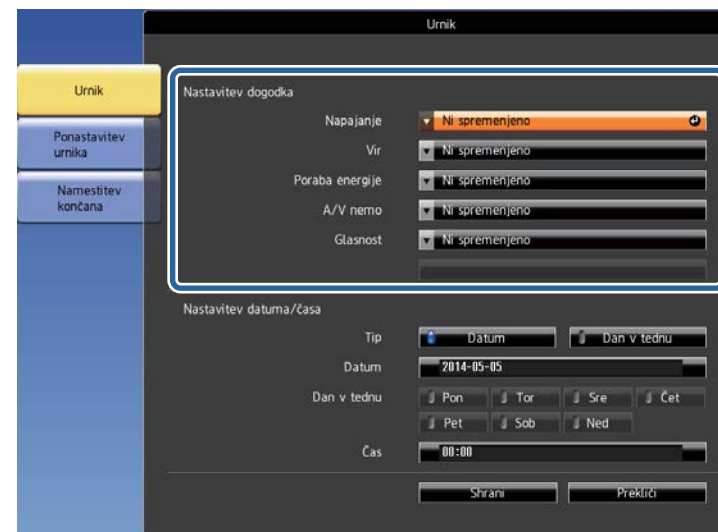 Urnik
Urnik
Ponastavitev
urnika
Namestitev
končana
Nastavitev dogodka
Napajanje Ni spremenjeno
Vir Ni spremenjeno
Poraba energije Ni spremenjeno
A/V nemo Ni spremenjeno
Glasnost Ni spremenjeno
Nastavitev datuma/časa
Tip Datum Dan v tednu
Datum 2014-05-05
Dan v tednu Pon Tor Sre Čet
Pet Sob Ned
Čas 00:00
Shrani Prekliči